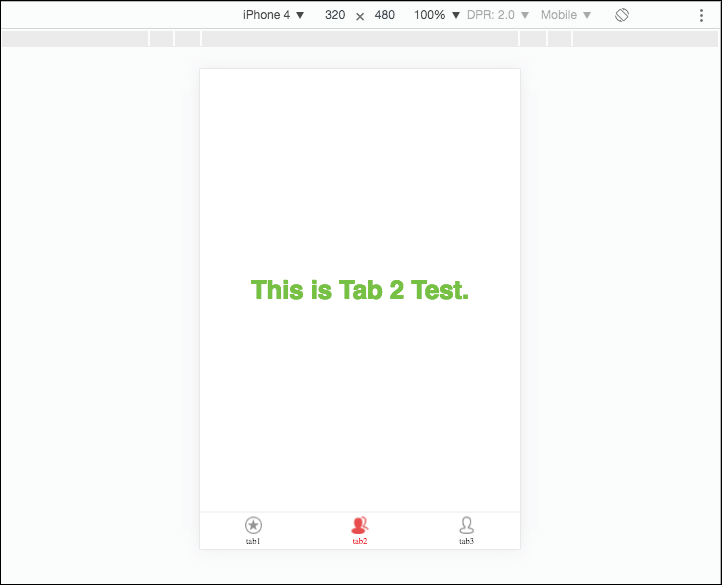 iPhone 4 ▼ 320 × 480 100% ▼ DPR: 2.0 ▼ Mobile ▼
This is Tab 2 Test.
tab1 tab2 tab3